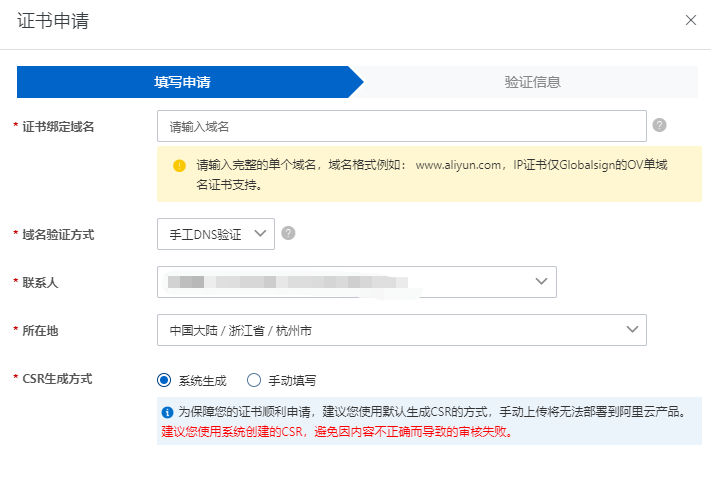 证书申请
填写申请
验证信息
* 证书绑定域名
请输入域名
请输入完整的单个域名，域名格式例如： www.aliyun.com，IP证书仅Globalsign的OV单域
名证书支持。
* 域名验证方式
手工DNS验证
* 联系人
* 所在地
中国大陆 / 浙江省 / 杭州市
* CSR生成方式
系统生成
手动填写
为保障您的证书顺利申请，建议您使用默认生成CSR的方式，手动上传将无法部署到阿里云产品。
建议您使用系统创建的CSR，避免因内容不正确而导致的审核失败。